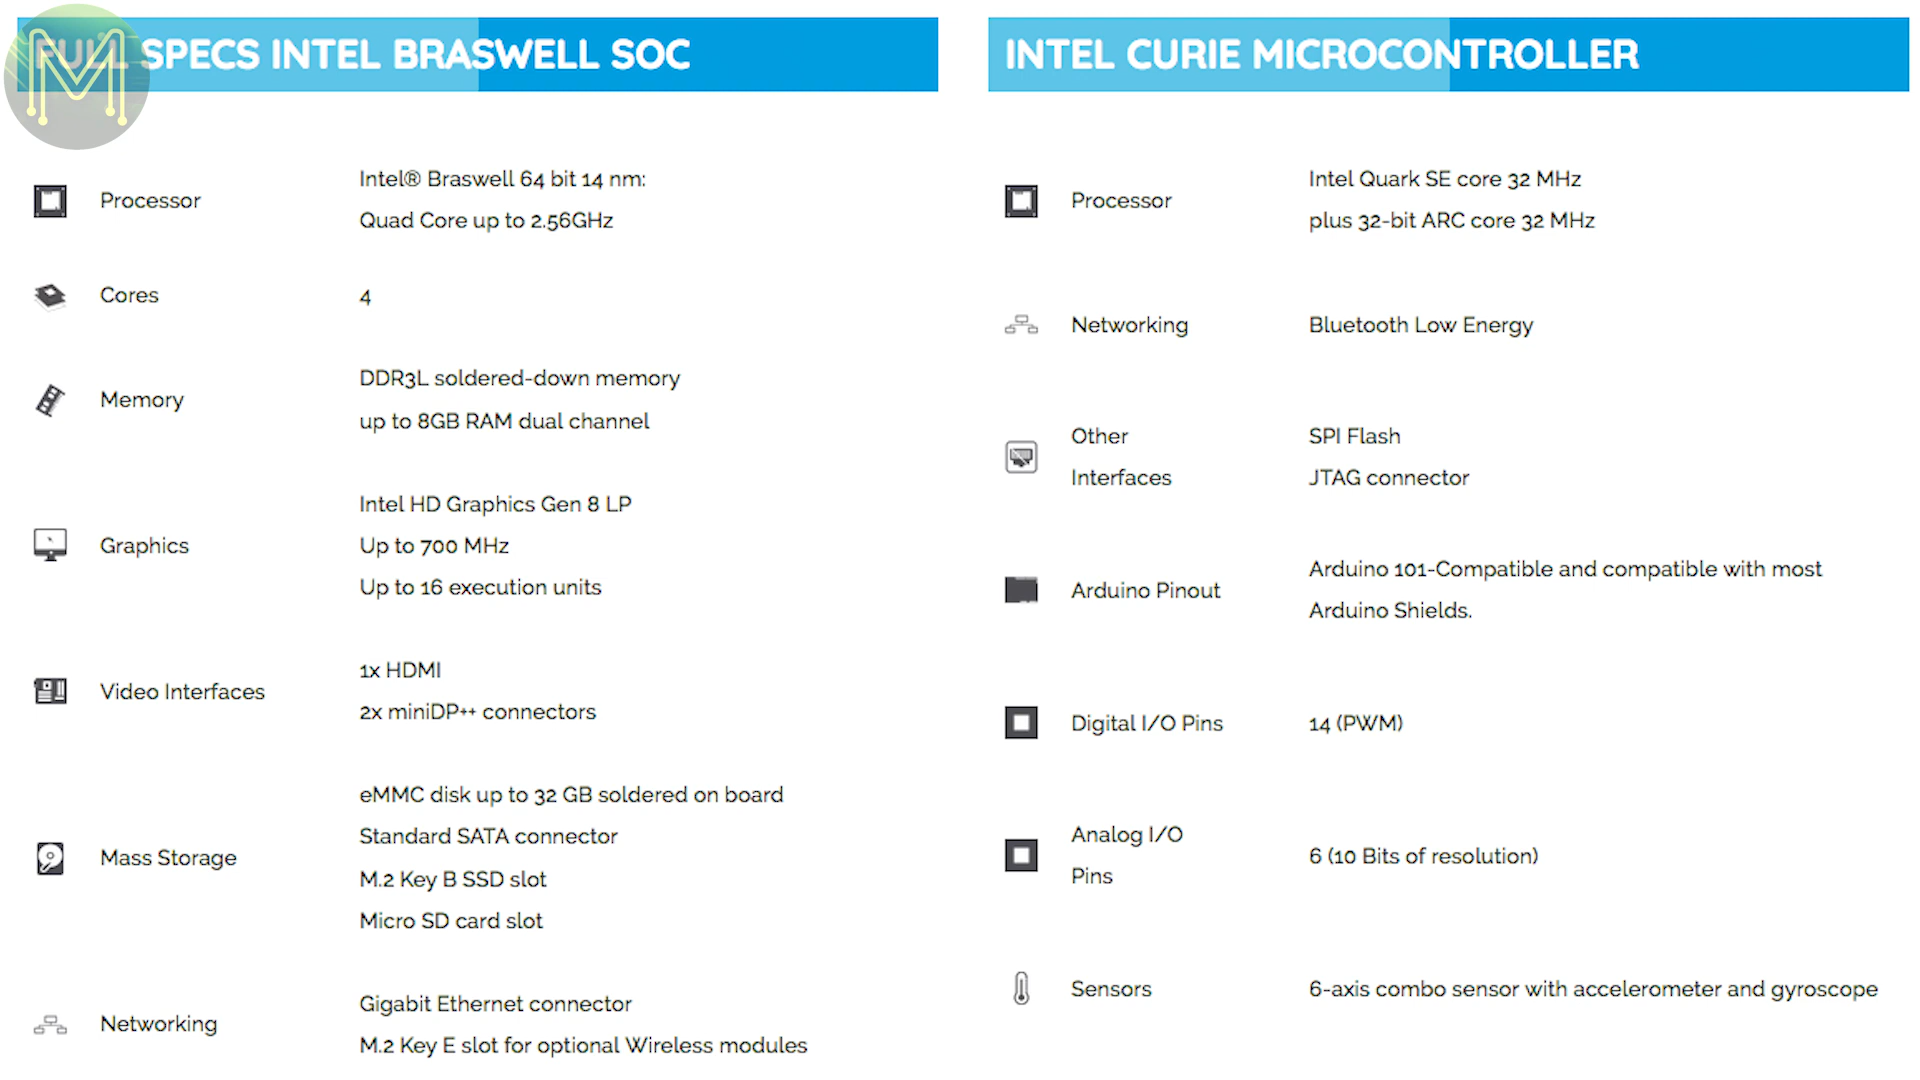 FULL SPECS INTEL BRASWELL SOC
Processor
Intel® Braswell 64 bit 14 nm:
Quad Core up to 2.56GHz
Cores
4
Memory
DDR3L soldered-down memory
up to 8GB RAM dual channel
Graphics
Intel HD Graphics Gen 8 LP
Up to 700 MHz
Up to 16 execution units
Video Interfaces
1x HDMI
2x miniDP++ connectors
Mass Storage
eMMC disk up to 32 GB soldered on board
Standard SATA connector
M.2 Key B SSD slot
Micro SD card slot
Networking
Gigabit Ethernet connector
M.2 Key E slot for optional Wireless modules
INTEL CURIE MICROCONTROLLER
Processor
Intel Quark SE core 32 MHz
plus 32-bit ARC core 32 MHz
Networking
Bluetooth Low Energy
Other
Interfaces
SPI Flash
JTAG connector
Arduino Pinout
Arduino 101-Compatible and compatible with most
Arduino Shields.
Digital I/O Pins
14 (PWM)
Analog I/O
Pins
6 (10 Bits of resolution)
Sensors
6-axis combo sensor with accelerometer and gyroscope
M